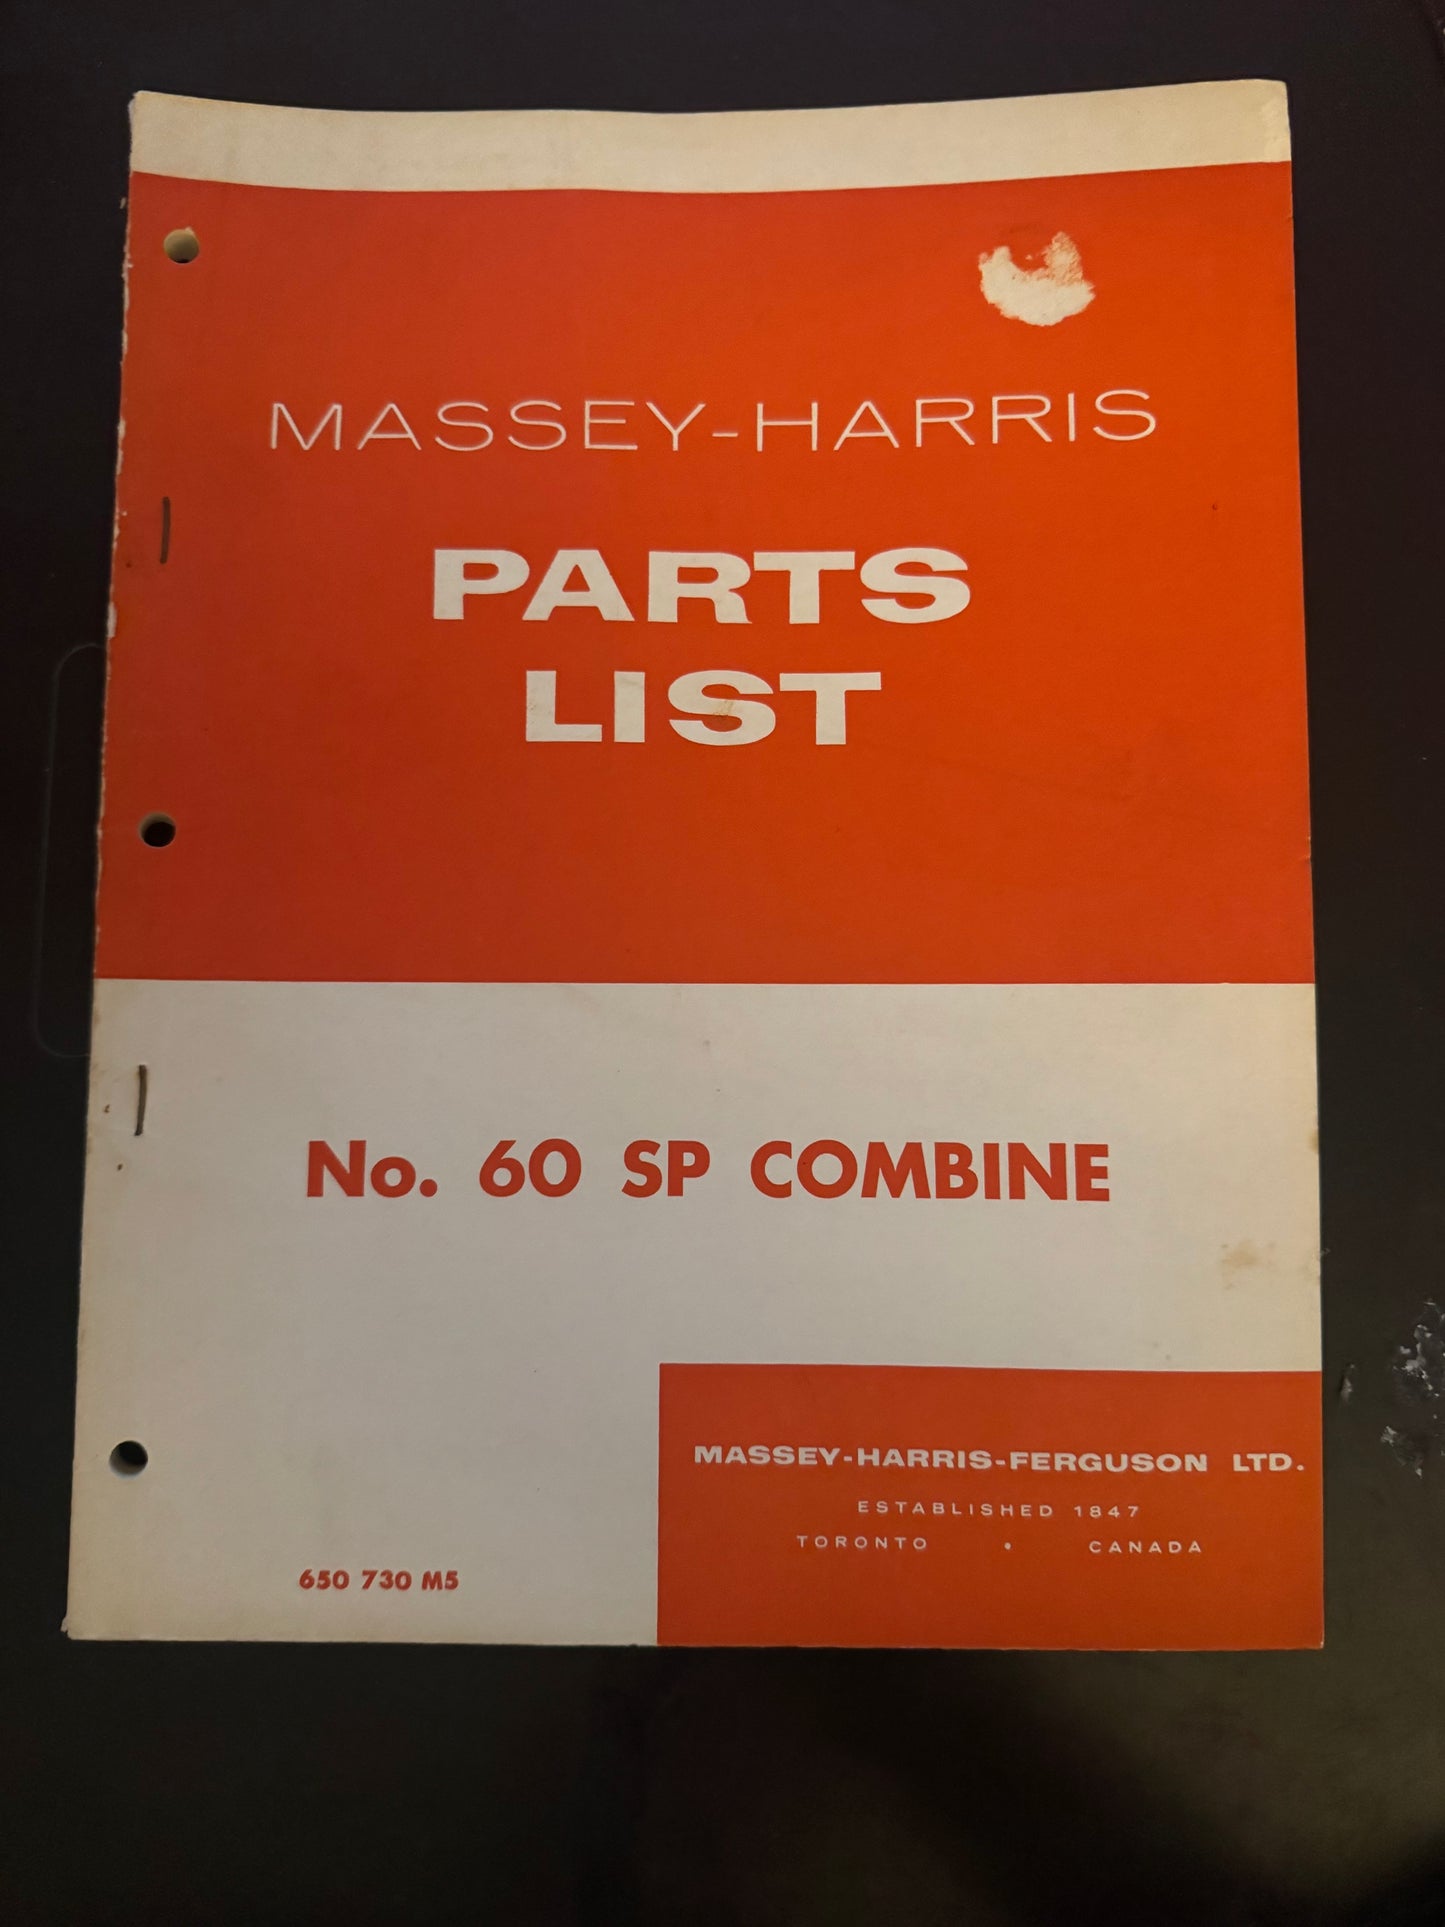 MASSEY-HARRIS
PARTS
LIST
No. 60 SP COMBINE
MASSEY-HARRIS-FERGUSON LTD.
ESTABLISHED 1847
TORONTO • CANADA
650 730 M5